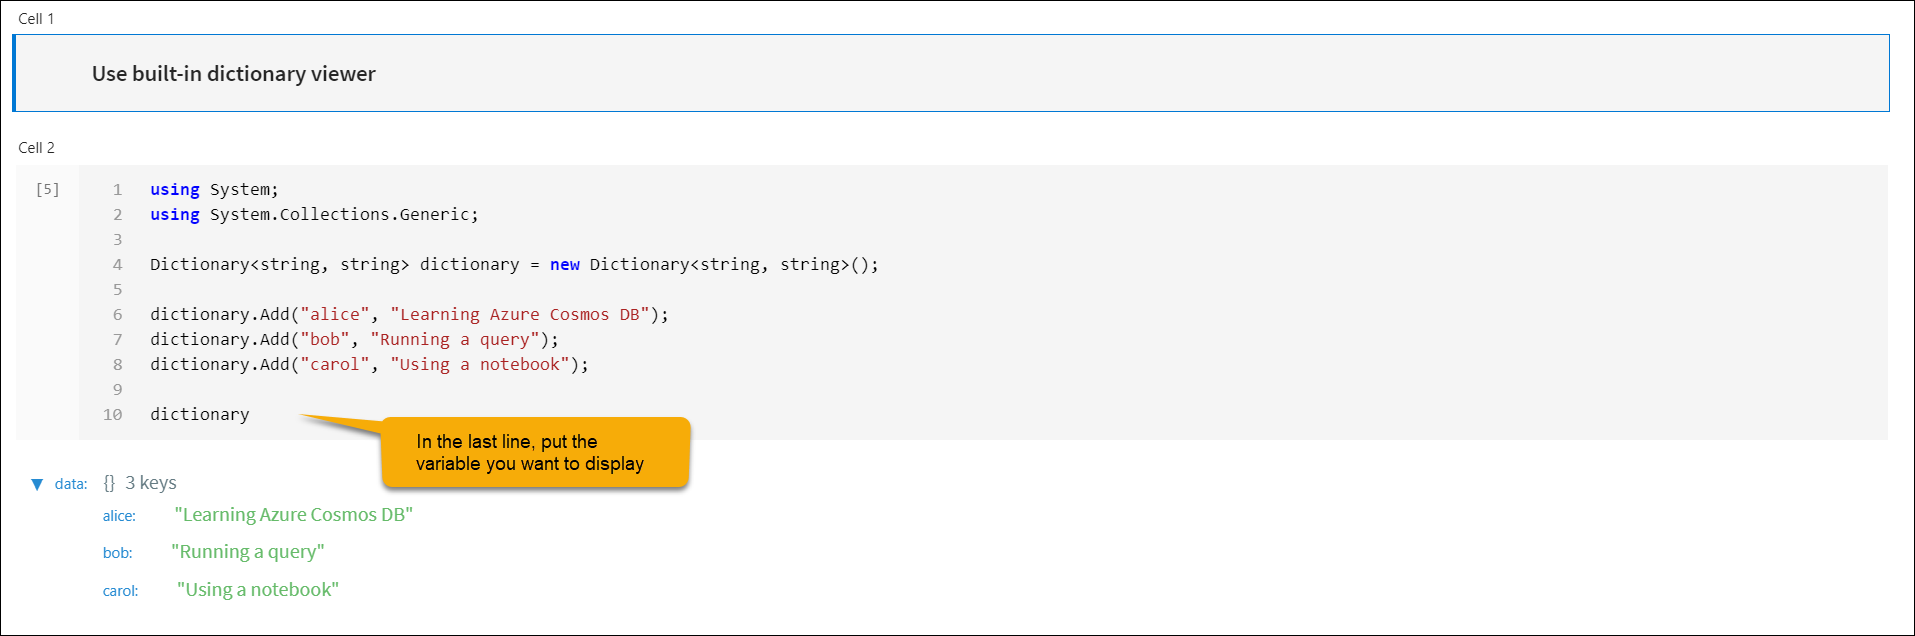 Cell 1
Use built-in dictionary viewer
Cell 2
[5]
1 using System;
2 using System.Collections.Generic;
3
4 Dictionary<string, string> dictionary = new Dictionary<string, string>();
5
6 dictionary.Add("alice", "Learning Azure Cosmos DB");
7 dictionary.Add("bob", "Running a query");
8 dictionary.Add("carol", "Using a notebook");
9
10 dictionary
In the last line, put the
variable you want to display
▼ data: {} 3 keys
alice: "Learning Azure Cosmos DB"
bob: "Running a query"
carol: "Using a notebook"